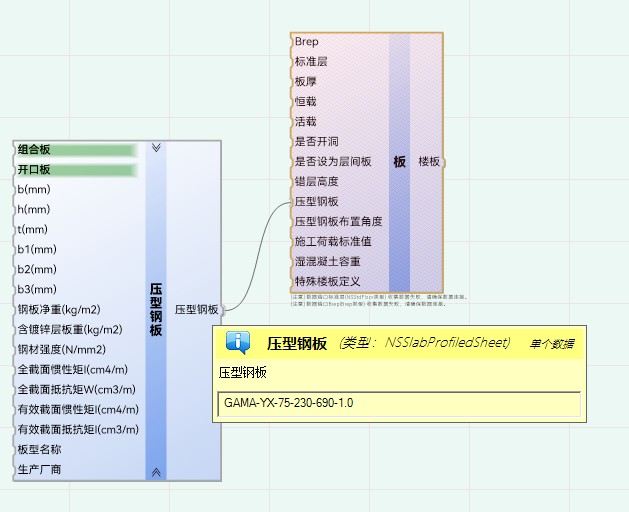 Brep
标准层
板厚
恒载
活载
是否开洞
是否设为层间板
错层高度
压型钢板
压型钢板布置角度
施工荷载标准值
湿混凝土容重
特殊楼板定义
板
楼板
组合板
开口板
b(mm)
h(mm)
t(mm)
b1(mm)
b2(mm)
b3(mm)
钢板净重(kg/m2)
含镀锌层板重(kg/m2)
钢材强度(N/mm2)
全截面惯性矩I(cm4/m)
全截面抵抗矩W(cm3/m)
有效截面惯性矩I(cm4/m)
有效截面抵抗矩I(cm3/m)
板型名称
生产厂商
压型钢板
压型钢板
压型钢板 (类型：NSSlabProfiledSheet) 单个数据
压型钢板
GAMA-YX-75-230-690-1.0